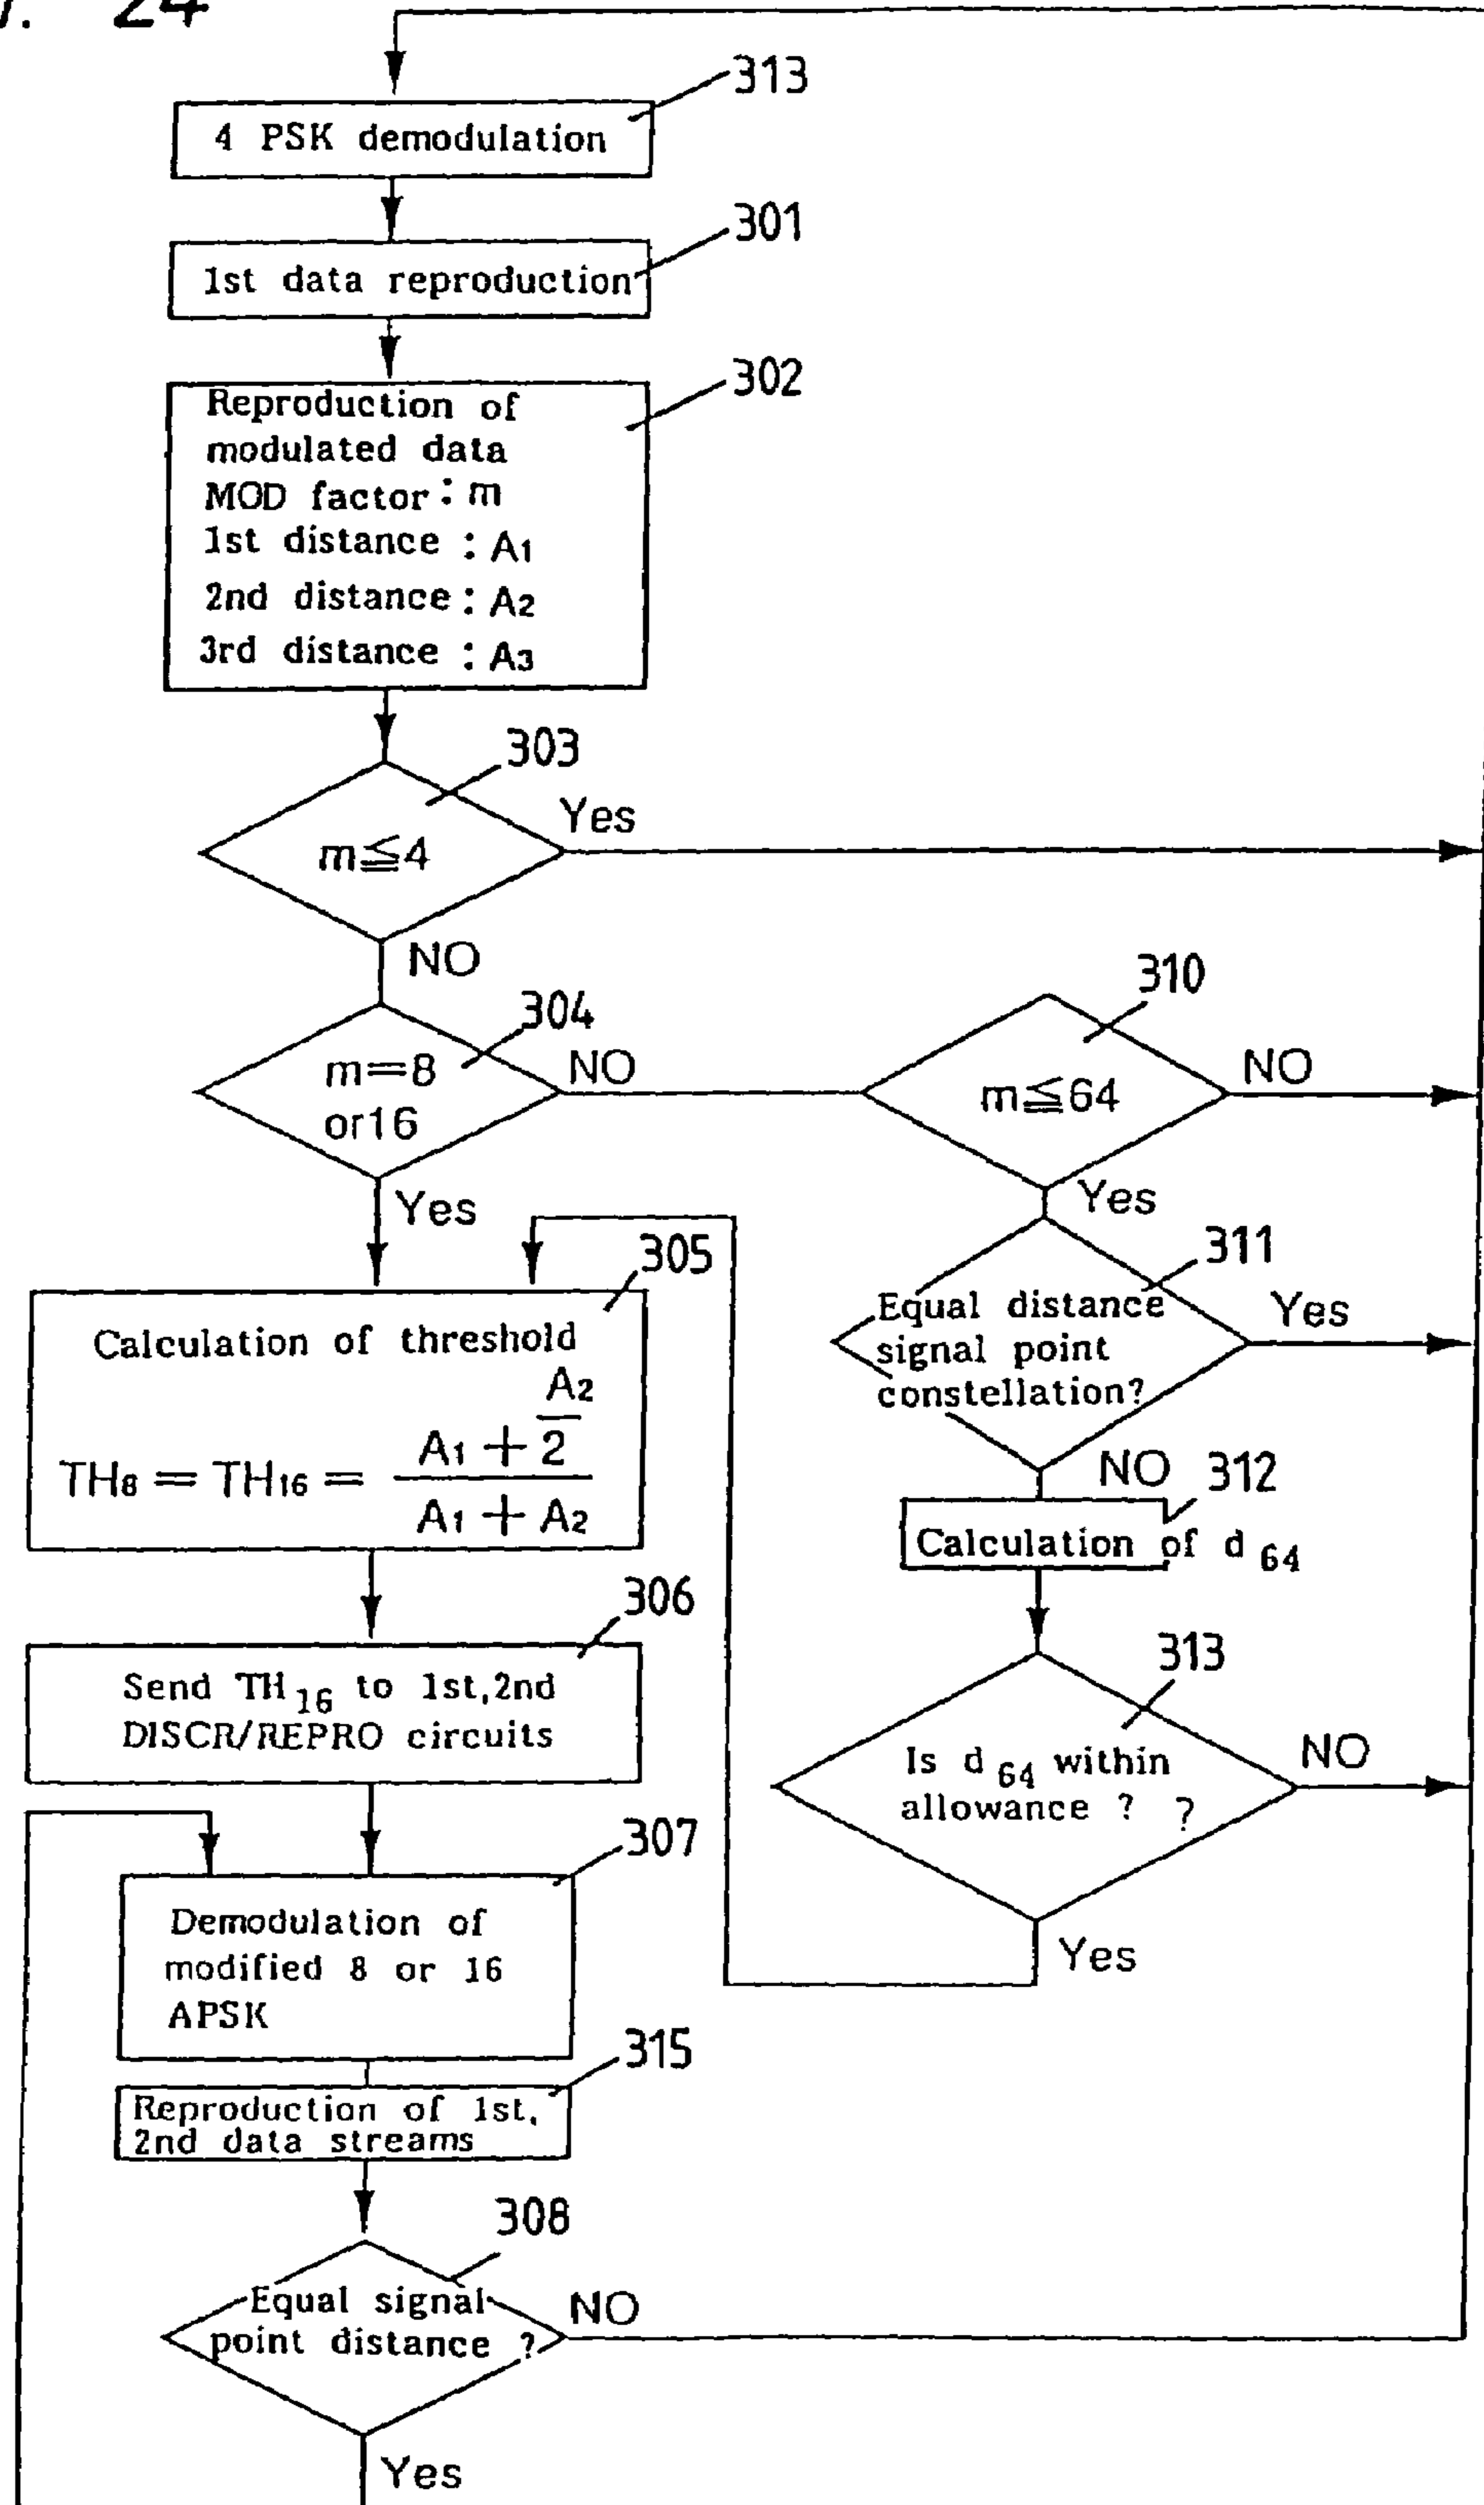 24
313
4 PSK demodulation
301
1st data reproduction
302
Reproduction of
modulated data
MOD factor : m
1st distance : A1
2nd distance : A2
3rd distance : A3
303
m≦4
Yes
NO
304
m=8
or16
NO
Yes
310
m≦64
NO
Yes
311
Equal distance
signal point
constellation?
Yes
NO
305
Calculation of threshold
A2
A1 + 2
TH8 = TH16 =
A1 + A2
312
Calculation of d 64
306
Send TH16 to 1st,2nd
DISCR/REPRO circuits
313
Is d 64 within
allowance ? ?
NO
Yes
307
Demodulation of
modified 8 or 16
APSK
315
Reproduction of 1st,
2nd data streams
308
Equal signal
point distance ?
NO
Yes